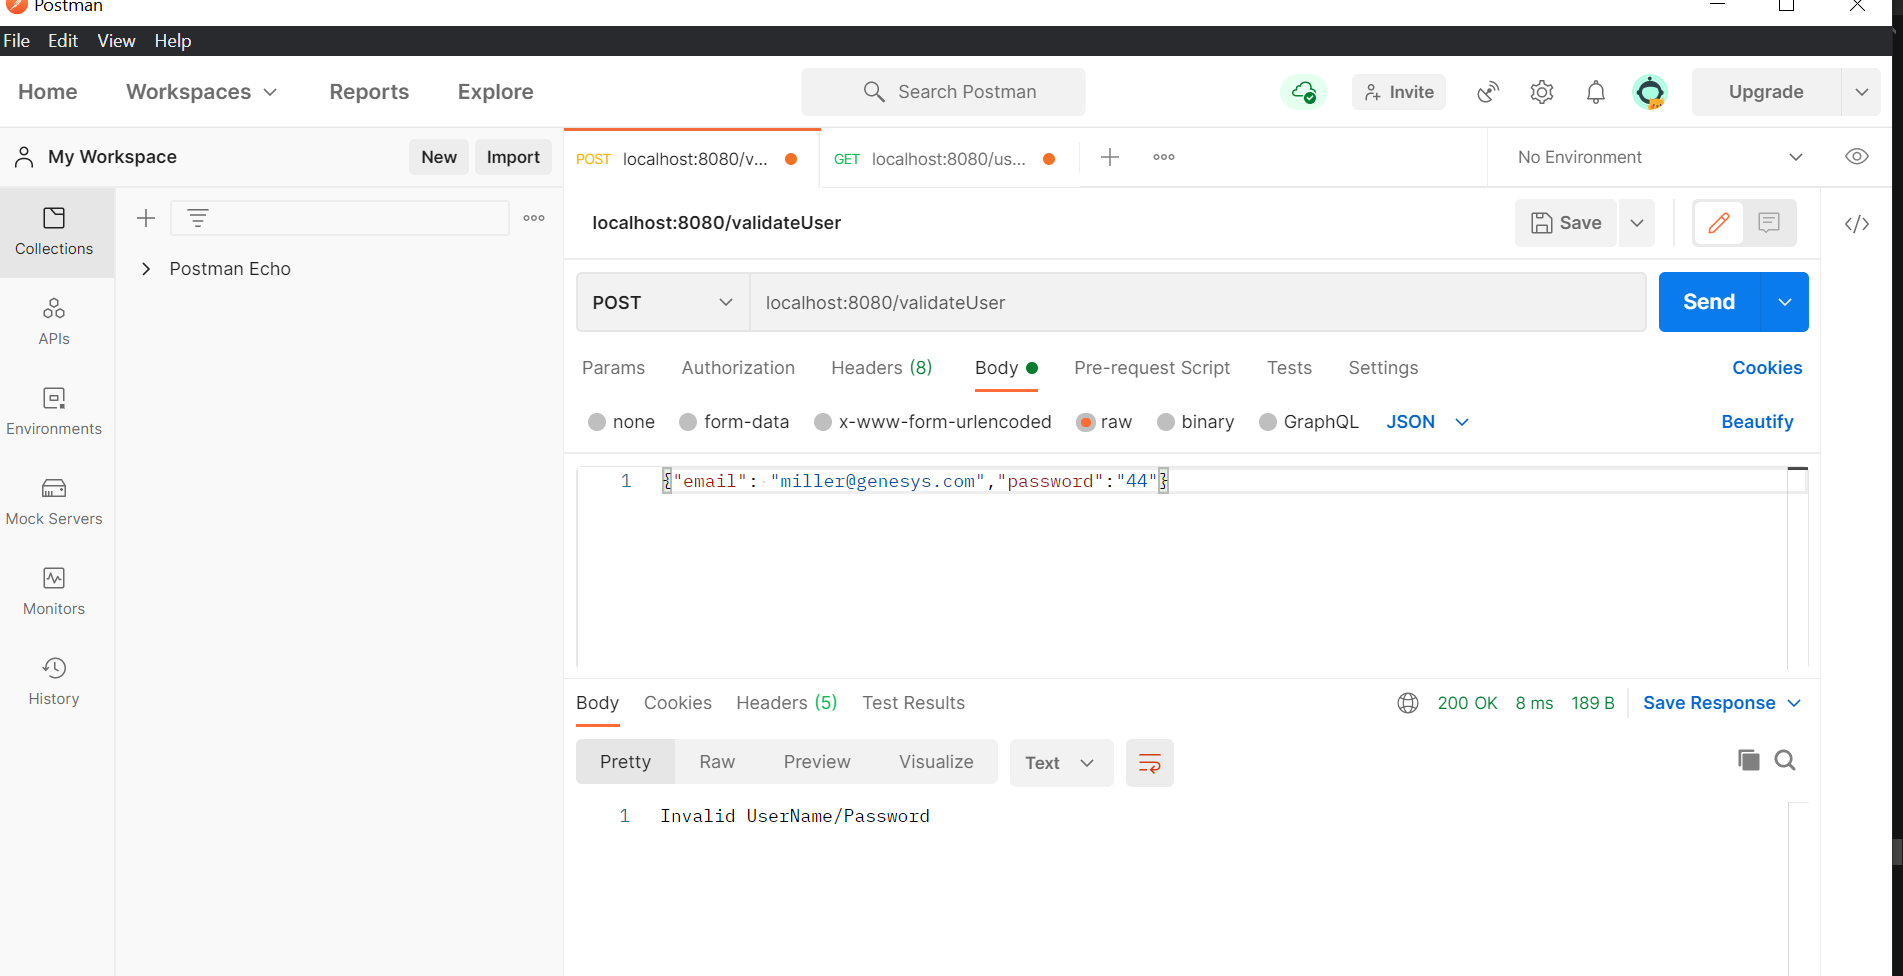 Postman
File Edit View Help
Home Workspaces Reports Explore Search Postman Invite Upgrade
My Workspace New Import POST localhost:8080/v... GET localhost:8080/us... No Environment
Collections
APIs
Environments
Mock Servers
Monitors
History
Postman Echo
localhost:8080/validateUser Save
POST localhost:8080/validateUser Send
Params Authorization Headers (8) Body Pre-request Script Tests Settings Cookies
none form-data x-www-form-urlencoded raw binary GraphQL JSON Beautify
1 {"email": "miller@genesys.com","password":"44"}
Body Cookies Headers (5) Test Results 200 OK 8 ms 189 B Save Response
Pretty Raw Preview Visualize Text
1 Invalid UserName/Password